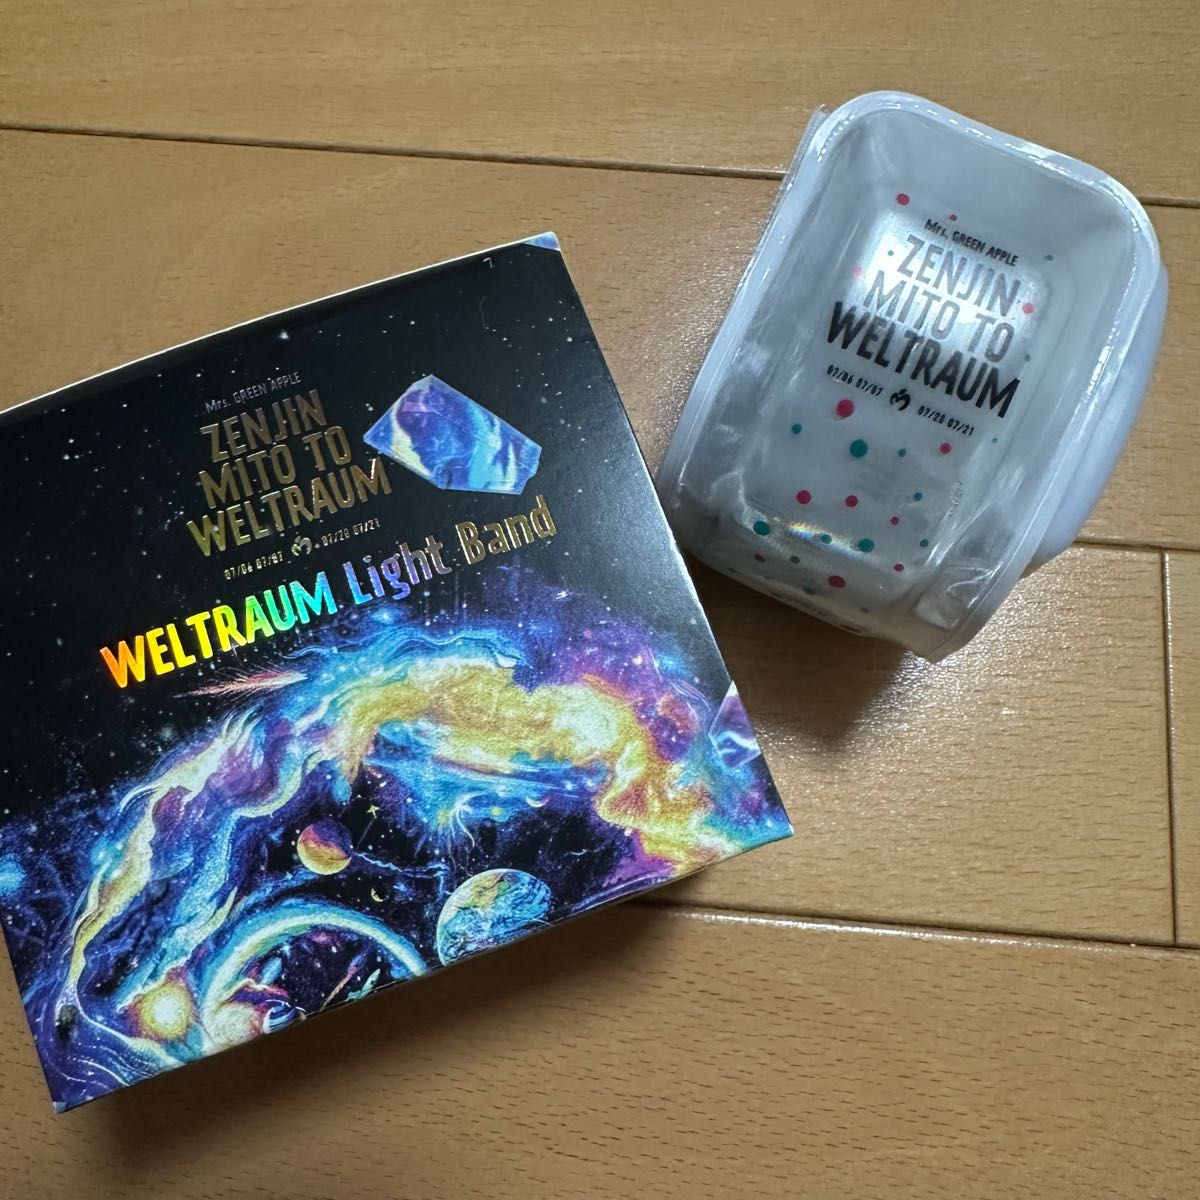 Mrs. GREEN APPLE
ZENJIN
MITO TO
WELTRAUM
07/06 07/07 07/20 07/21
WELTRAUM Light Band
Mrs. GREEN APPLE
ZENJIN
MITO TO
WELTRAUM
07/06 07/07 07/20 07/21